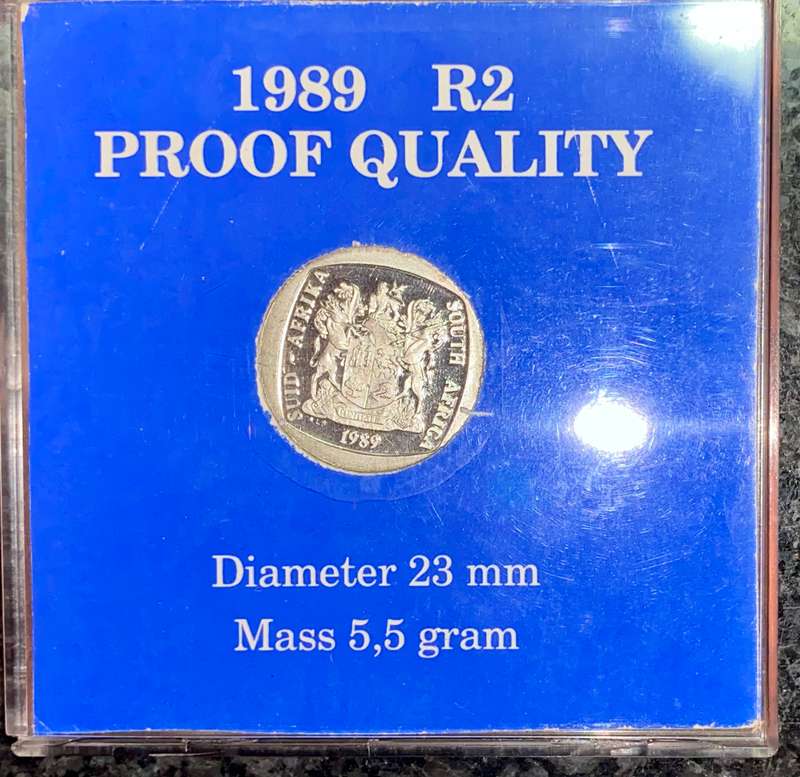 1989 R2
PROOF QUALITY
SUID-AFRIKA
SOUTH AFRICA
1989
Diameter 23 mm
Mass 5,5 gram